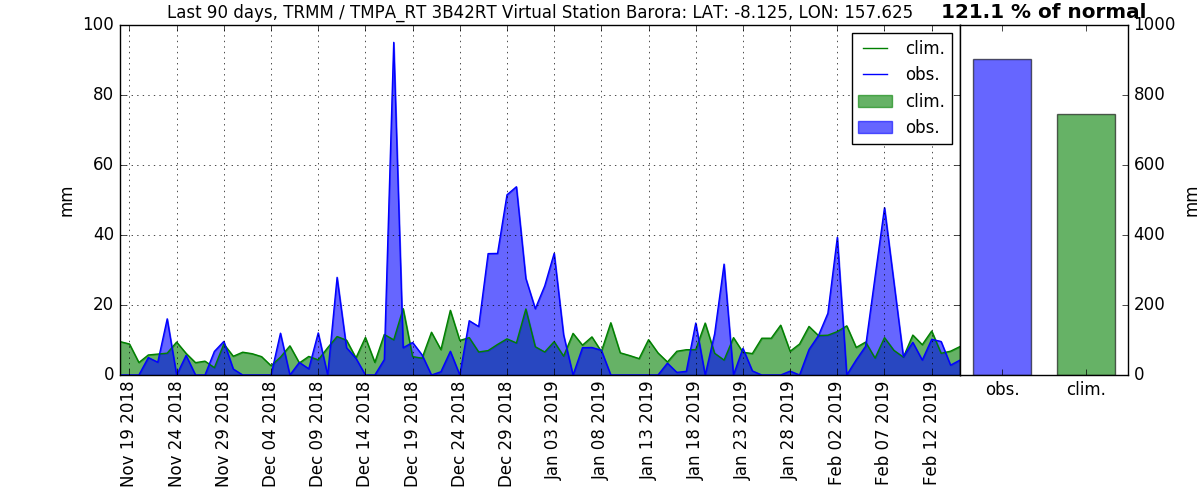 Last 90 days, TRMM / TMPA_RT 3B42RT Virtual Station Barora: LAT: -8.125, LON: 157.625
121.1 % of normal
100
80
60
40
20
0
mm
clim.
obs.
clim.
obs.
1000
800
600
400
200
0
mm
Nov 19 2018
Nov 24 2018
Nov 29 2018
Dec 04 2018
Dec 09 2018
Dec 14 2018
Dec 19 2018
Dec 24 2018
Dec 29 2018
Jan 03 2019
Jan 08 2019
Jan 13 2019
Jan 18 2019
Jan 23 2019
Jan 28 2019
Feb 02 2019
Feb 07 2019
Feb 12 2019
obs.
clim.